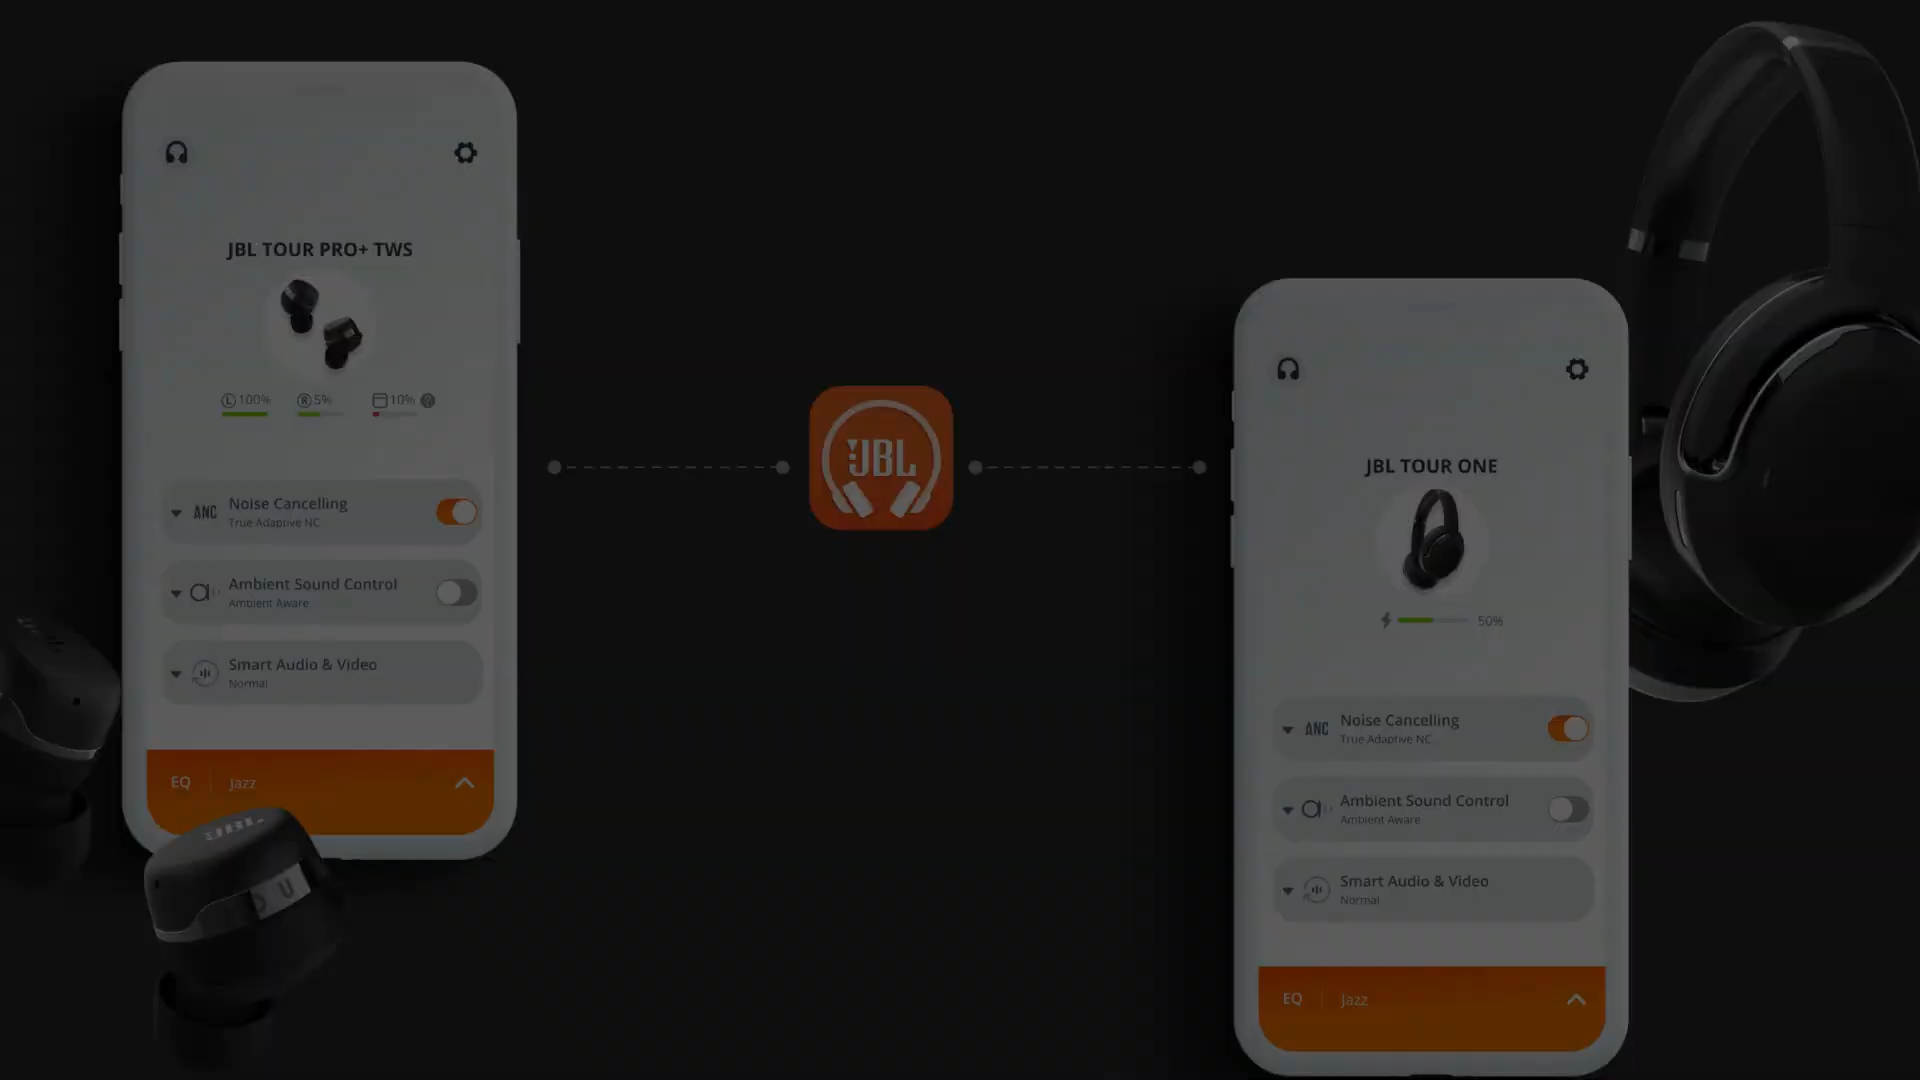 JBL TOUR PRO+ TWS
L 100% R 5% 10% ?
ANC Noise Cancelling
True Adaptive NC
Ambient Sound Control
Ambient Aware
Smart Audio & Video
Normal
EQ Jazz
JBL
JBL
JBL TOUR ONE
50%
ANC Noise Cancelling
True Adaptive NC
Ambient Sound Control
Ambient Aware
Smart Audio & Video
Normal
EQ Jazz